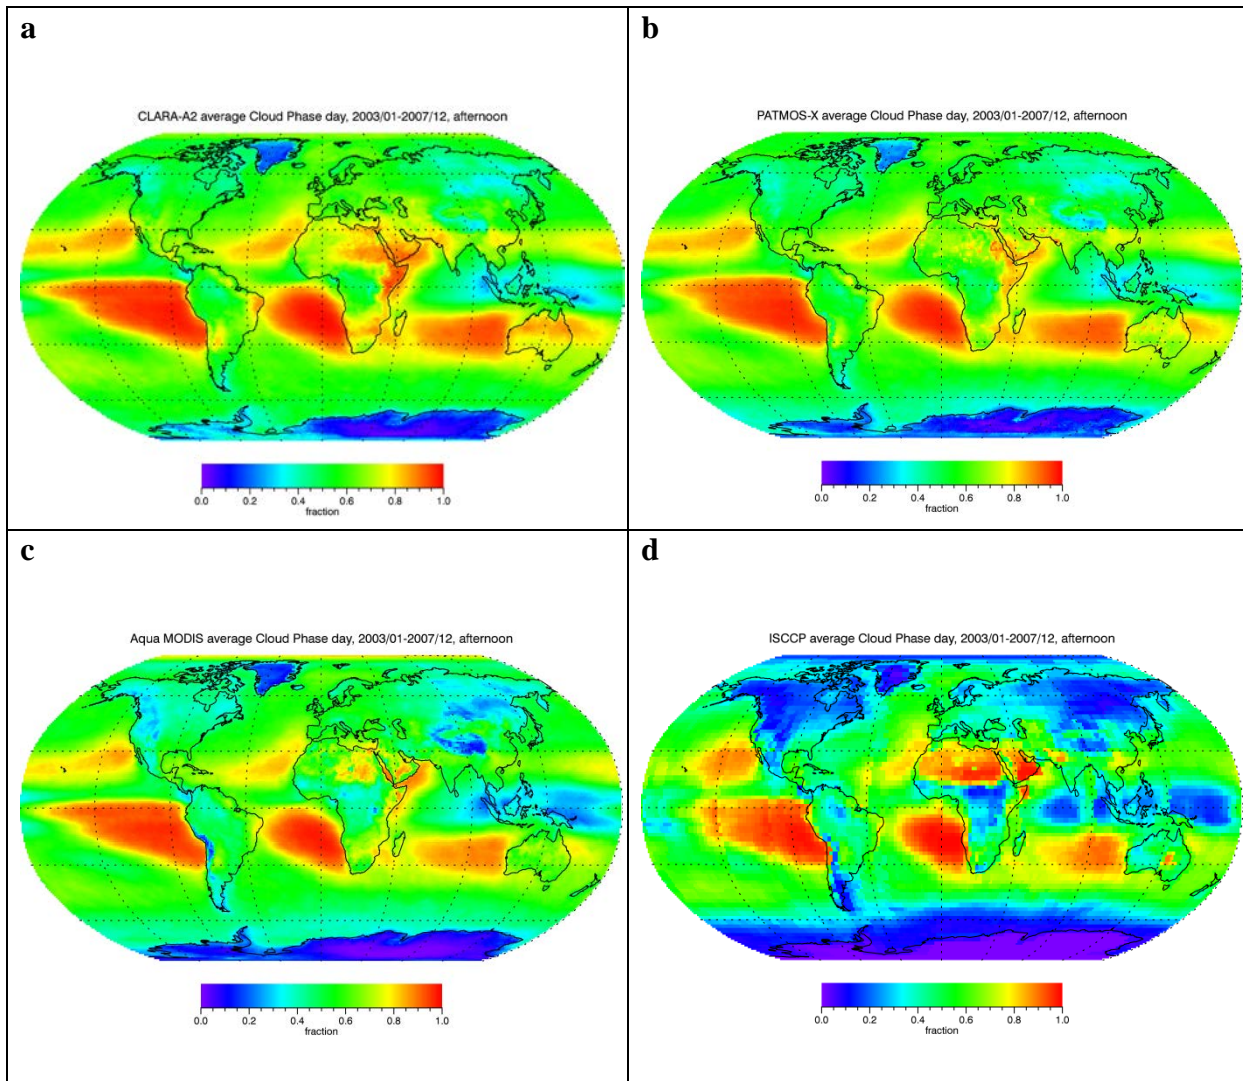 a
CLARA-A2 average Cloud Phase day, 2003/01-2007/12, afternoon
0.0 0.2 0.4 0.6 0.8 1.0
fraction
b
PATMOS-X average Cloud Phase day, 2003/01-2007/12, afternoon
0.0 0.2 0.4 0.6 0.8 1.0
fraction
c
Aqua MODIS average Cloud Phase day, 2003/01-2007/12, afternoon
0.0 0.2 0.4 0.6 0.8 1.0
fraction
d
ISCCP average Cloud Phase day, 2003/01-2007/12, afternoon
0.0 0.2 0.4 0.6 0.8 1.0
fraction